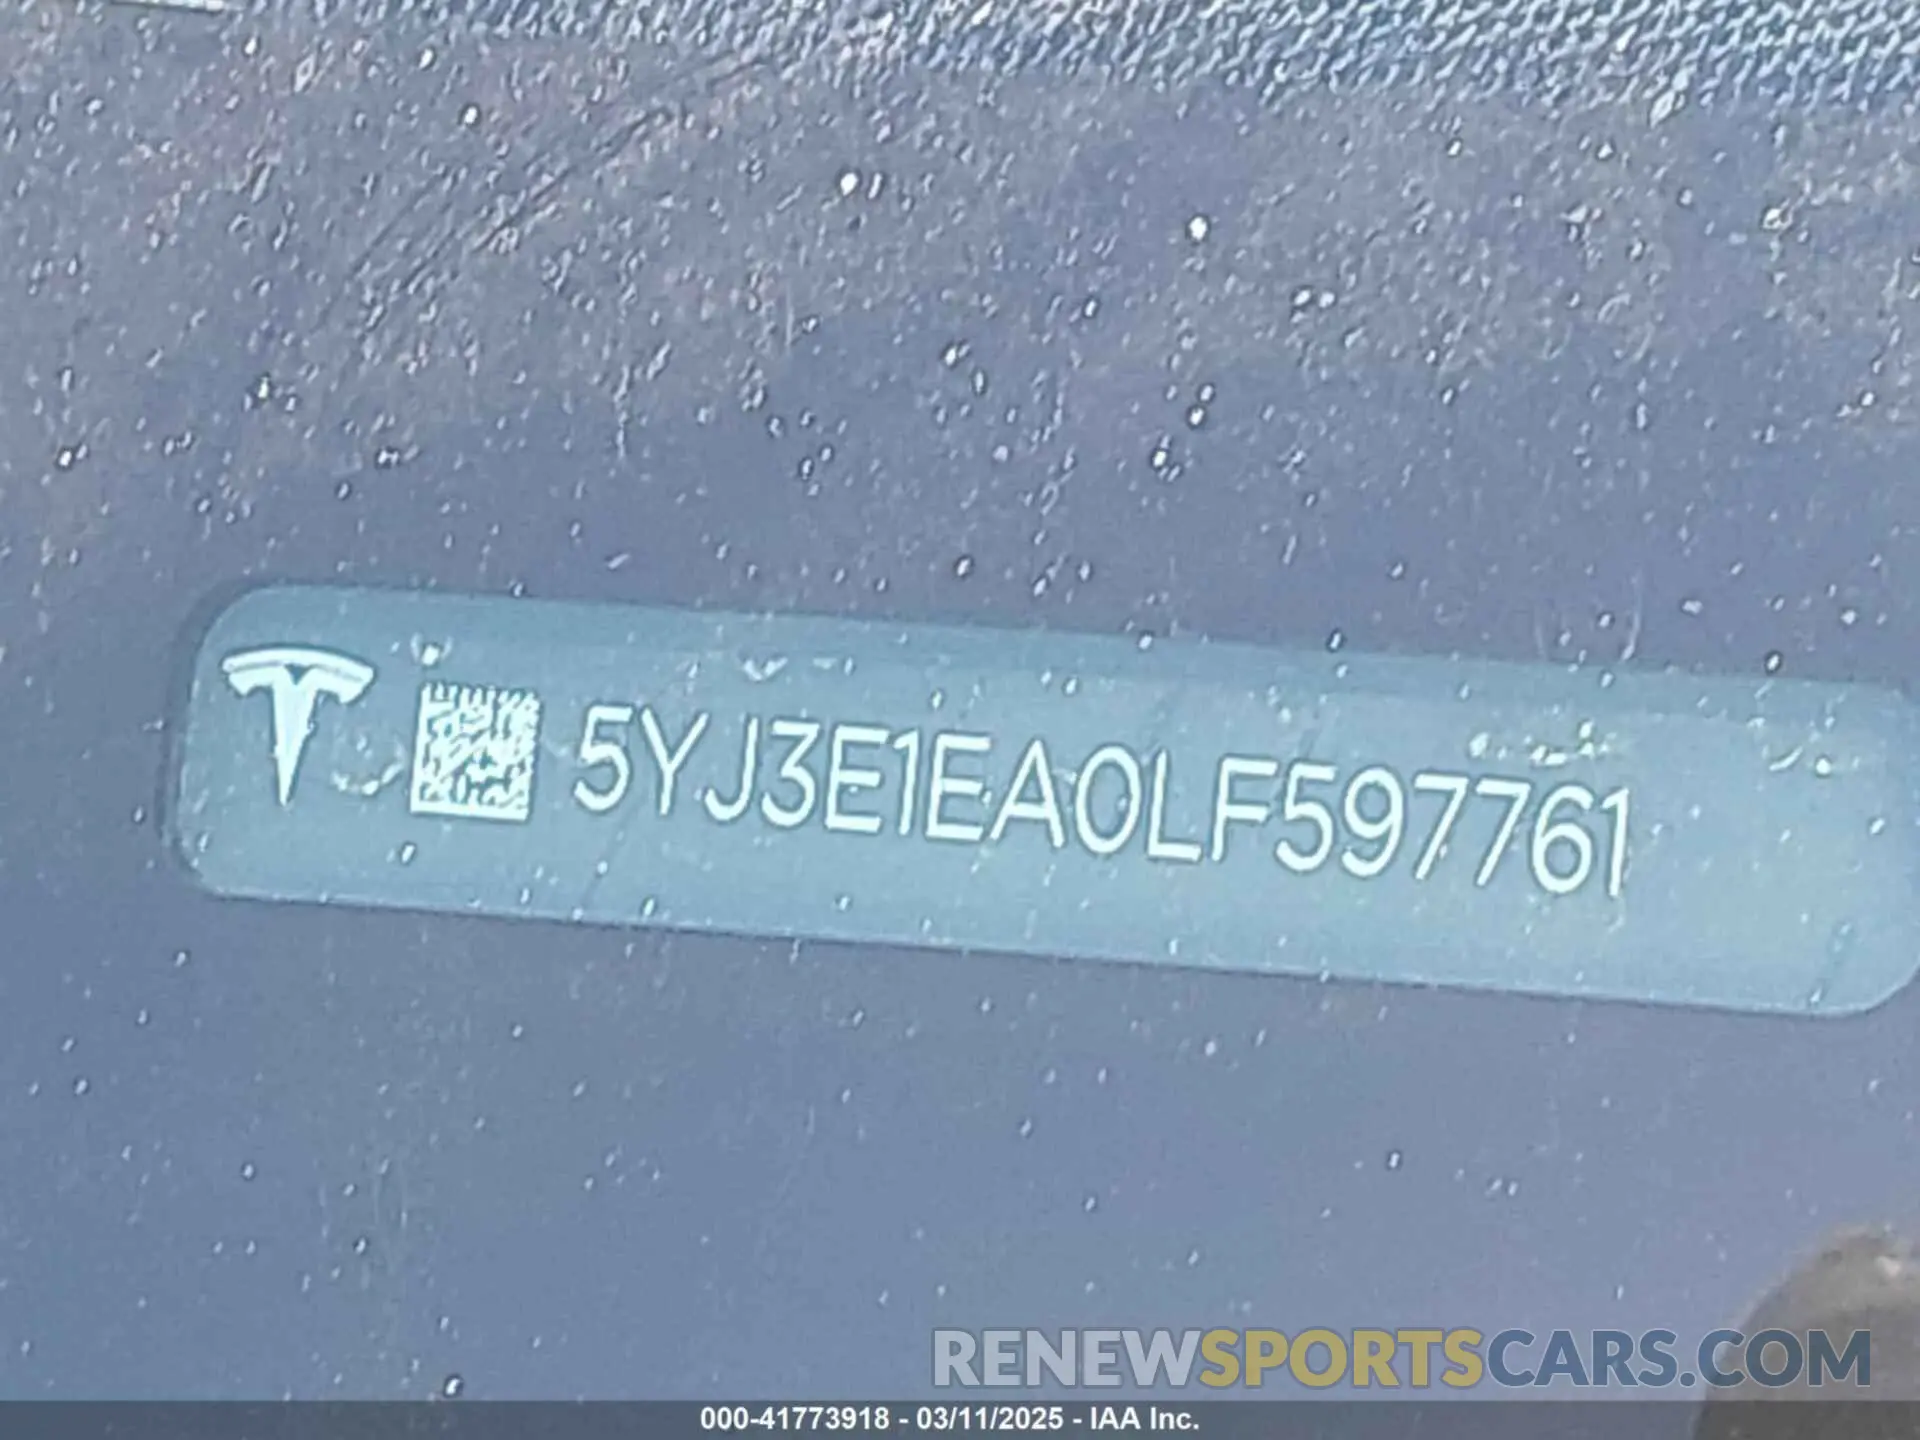 5YJ3E1EA0LF597761
RENEWSPORTSCARS.COM
000-41773918 - 03/11/2025 - IAA Inc.